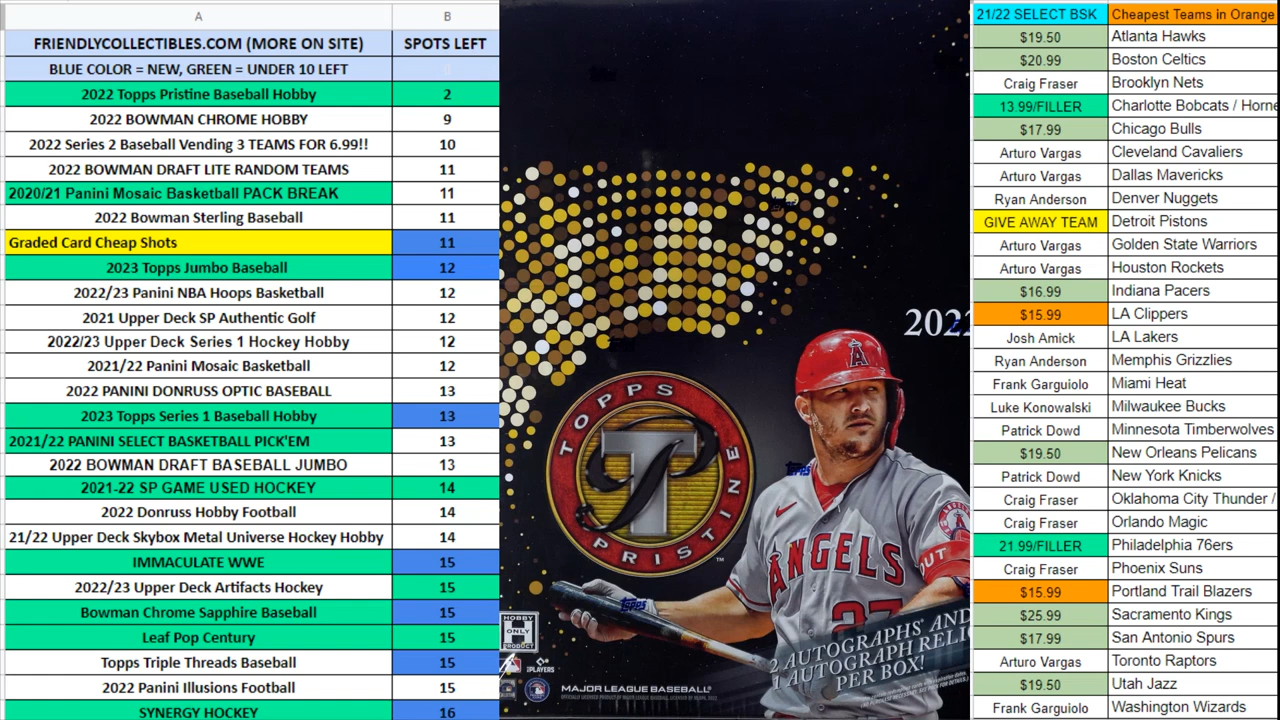 A
B
FRIENDLYCOLLECTIBLES.COM (MORE ON SITE) SPOTS LEFT
BLUE COLOR = NEW, GREEN = UNDER 10 LEFT
2022 Topps Pristine Baseball Hobby 2
2022 BOWMAN CHROME HOBBY 9
2022 Series 2 Baseball Vending 3 TEAMS FOR 6.99!! 10
2022 BOWMAN DRAFT LITE RANDOM TEAMS 11
2020/21 Panini Mosaic Basketball PACK BREAK 11
2022 Bowman Sterling Baseball 11
Graded Card Cheap Shots 11
2023 Topps Jumbo Baseball 12
2022/23 Panini NBA Hoops Basketball 12
2021 Upper Deck SP Authentic Golf 12
2022/23 Upper Deck Series 1 Hockey Hobby 12
2021/22 Panini Mosaic Basketball 12
2022 PANINI DONRUSS OPTIC BASEBALL 13
2023 Topps Series 1 Baseball Hobby 13
2021/22 PANINI SELECT BASKETBALL PICK'EM 13
2022 BOWMAN DRAFT BASEBALL JUMBO 13
2021-22 SP GAME USED HOCKEY 14
2022 Donruss Hobby Football 14
21/22 Upper Deck Skybox Metal Universe Hockey Hobby 14
IMMACULATE WWE 15
2022/23 Upper Deck Artifacts Hockey 15
Bowman Chrome Sapphire Baseball 15
Leaf Pop Century 15
Topps Triple Threads Baseball 15
2022 Panini Illusions Football 15
SYNERGY HOCKEY 16
2022
TOPPS
T P
PRISTINE
TM
A
Topps
ANGELS
27
OUT
Topps
HOBBY
H
ONLY
PRODUCT
PLAYERS
MAJOR LEAGUE BASEBALL
2 AUTOGRAPHS AND
1 AUTOGRAPH RELIC
PER BOX!
21/22 SELECT BSK Cheapest Teams in Orange
$19.50 Atlanta Hawks
$20.99 Boston Celtics
Craig Fraser Brooklyn Nets
13.99/FILLER Charlotte Bobcats / Horne
$17.99 Chicago Bulls
Arturo Vargas Cleveland Cavaliers
Arturo Vargas Dallas Mavericks
Ryan Anderson Denver Nuggets
GIVE AWAY TEAM Detroit Pistons
Arturo Vargas Golden State Warriors
Arturo Vargas Houston Rockets
$16.99 Indiana Pacers
$15.99 LA Clippers
Josh Amick LA Lakers
Ryan Anderson Memphis Grizzlies
Frank Garguiolo Miami Heat
Luke Konowalski Milwaukee Bucks
Patrick Dowd Minnesota Timberwolves
$19.50 New Orleans Pelicans
Patrick Dowd New York Knicks
Craig Fraser Oklahoma City Thunder /
Craig Fraser Orlando Magic
21.99/FILLER Philadelphia 76ers
Craig Fraser Phoenix Suns
$15.99 Portland Trail Blazers
$25.99 Sacramento Kings
$17.99 San Antonio Spurs
Arturo Vargas Toronto Raptors
$19.50 Utah Jazz
Frank Garguiolo Washington Wizards